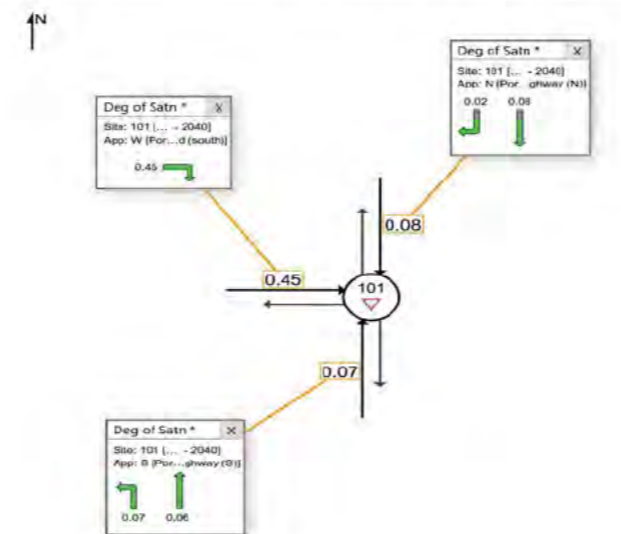 N
Deg of Satn * x
Site: 101 [... - 2040]
App: N (Por...ghway (N))
0.02 0.08
Deg of Satn * x
Site: 101 [... - 2040]
App: W (Por...d (south))
0.45
0.08
0.45
101
0.07
Deg of Satn * x
Site: 101 [... - 2040]
App: S (Por...ghway (S))
0.07 0.06